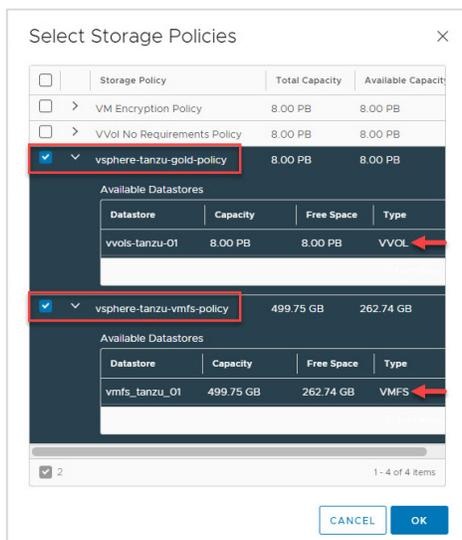 Select Storage Policies
Storage Policy Total Capacity Available Capacity
VM Encryption Policy 8.00 PB 8.00 PB
VVol No Requirements Policy 8.00 PB 8.00 PB
vsphere-tanzu-gold-policy 8.00 PB 8.00 PB
Available Datastores
Datastore Capacity Free Space Type
vvols-tanzu-01 8.00 PB 8.00 PB VVOL
vsphere-tanzu-vmfs-policy 499.75 GB 262.74 GB
Available Datastores
Datastore Capacity Free Space Type
vmfs_tanzu_01 499.75 GB 262.74 GB VMFS
2 1 - 4 of 4 items
CANCEL OK